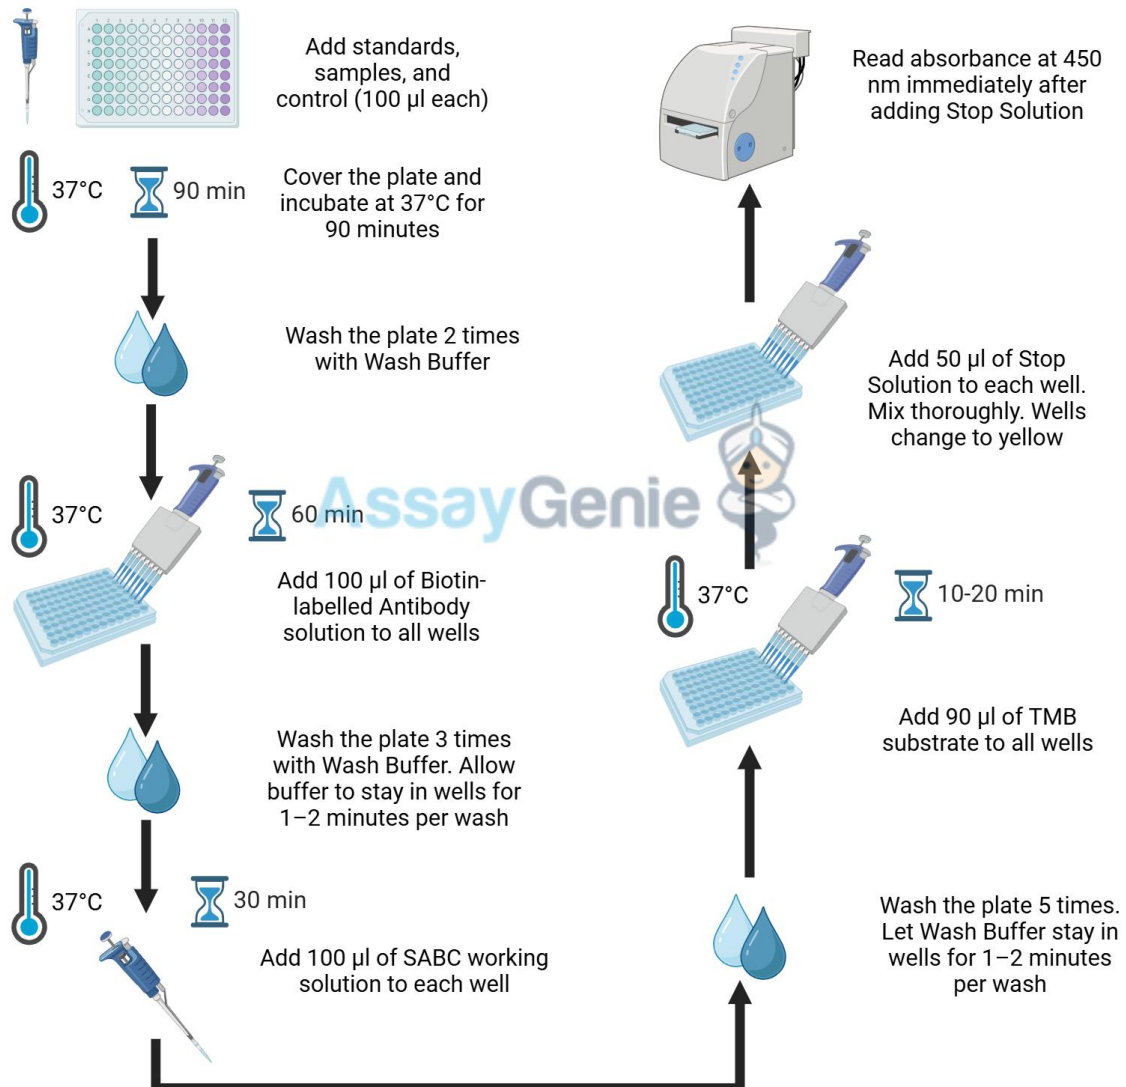 Add standards,
samples, and
control (100 µl each)
37°C
90 min
Cover the plate and
incubate at 37°C for
90 minutes
Wash the plate 2 times
with Wash Buffer
37°C
60 min
Add 100 µl of Biotin-
labelled Antibody
solution to all wells
Wash the plate 3 times
with Wash Buffer. Allow
buffer to stay in wells for
1–2 minutes per wash
37°C
30 min
Add 100 µl of SABC working
solution to each well
Wash the plate 5 times.
Let Wash Buffer stay in
wells for 1–2 minutes
per wash
37°C
10-20 min
Add 90 µl of TMB
substrate to all wells
Add 50 µl of Stop
Solution to each well.
Mix thoroughly. Wells
change to yellow
Read absorbance at 450
nm immediately after
adding Stop Solution
AssayGenie